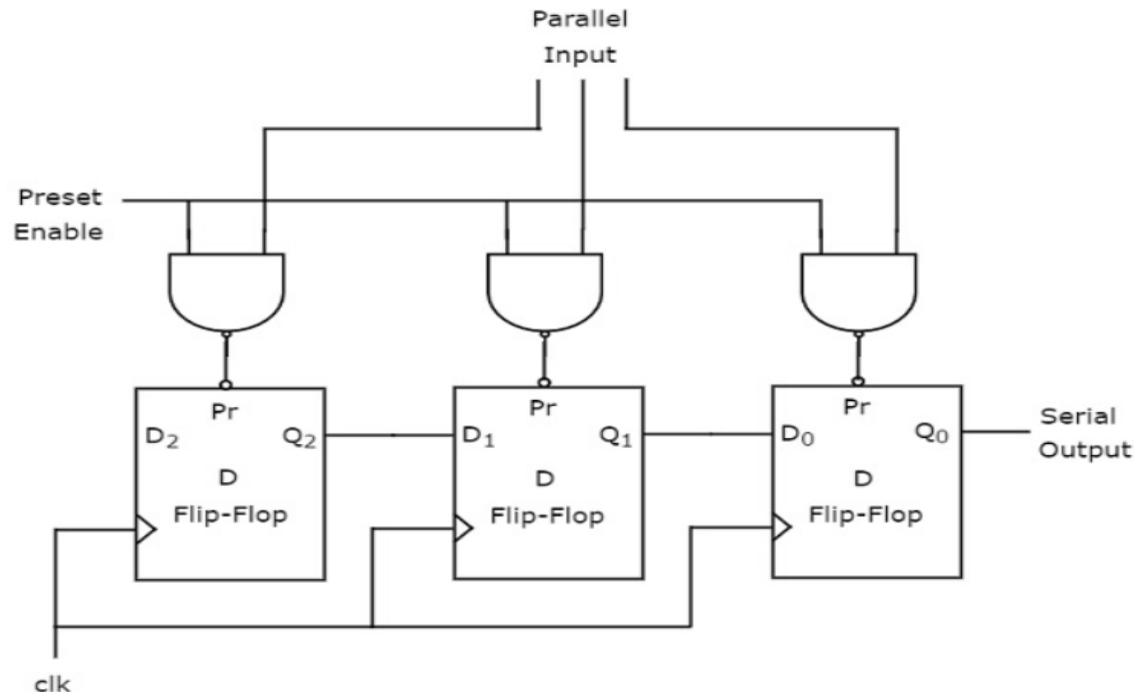 Parallel
Input
Preset
Enable
Pr
D₂
Q₂
D
Flip-Flop
Pr
D₁
Q₁
D
Flip-Flop
Pr
D₀
Q₀
D
Flip-Flop
Serial
Output
clk